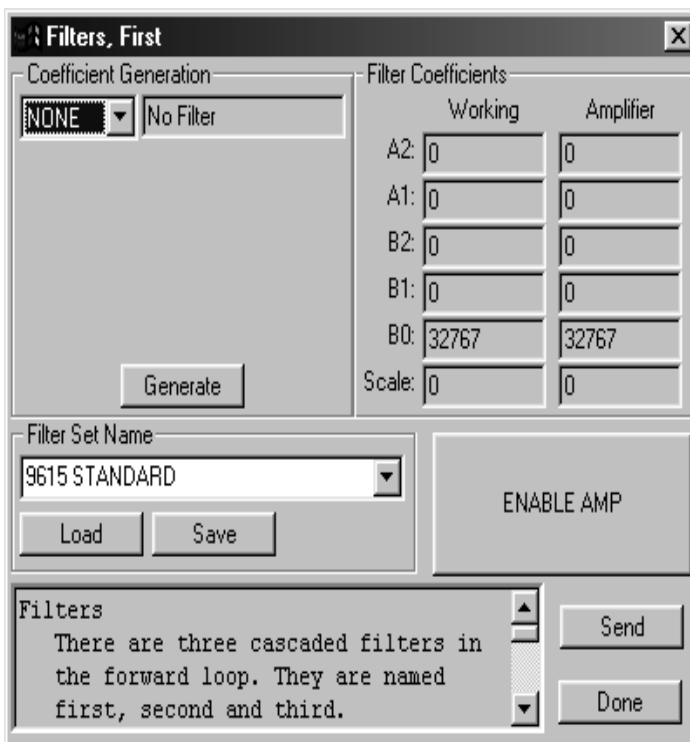 Filters, First
Coefficient Generation
NONE No Filter
Generate
Filter Coefficients
Working Amplifier
A2: 0 0
A1: 0 0
B2: 0 0
B1: 0 0
B0: 32767 32767
Scale: 0 0
Filter Set Name
9615 STANDARD
Load Save
ENABLE AMP
Filters
There are three cascaded filters in
the forward loop. They are named
first, second and third.
Send
Done